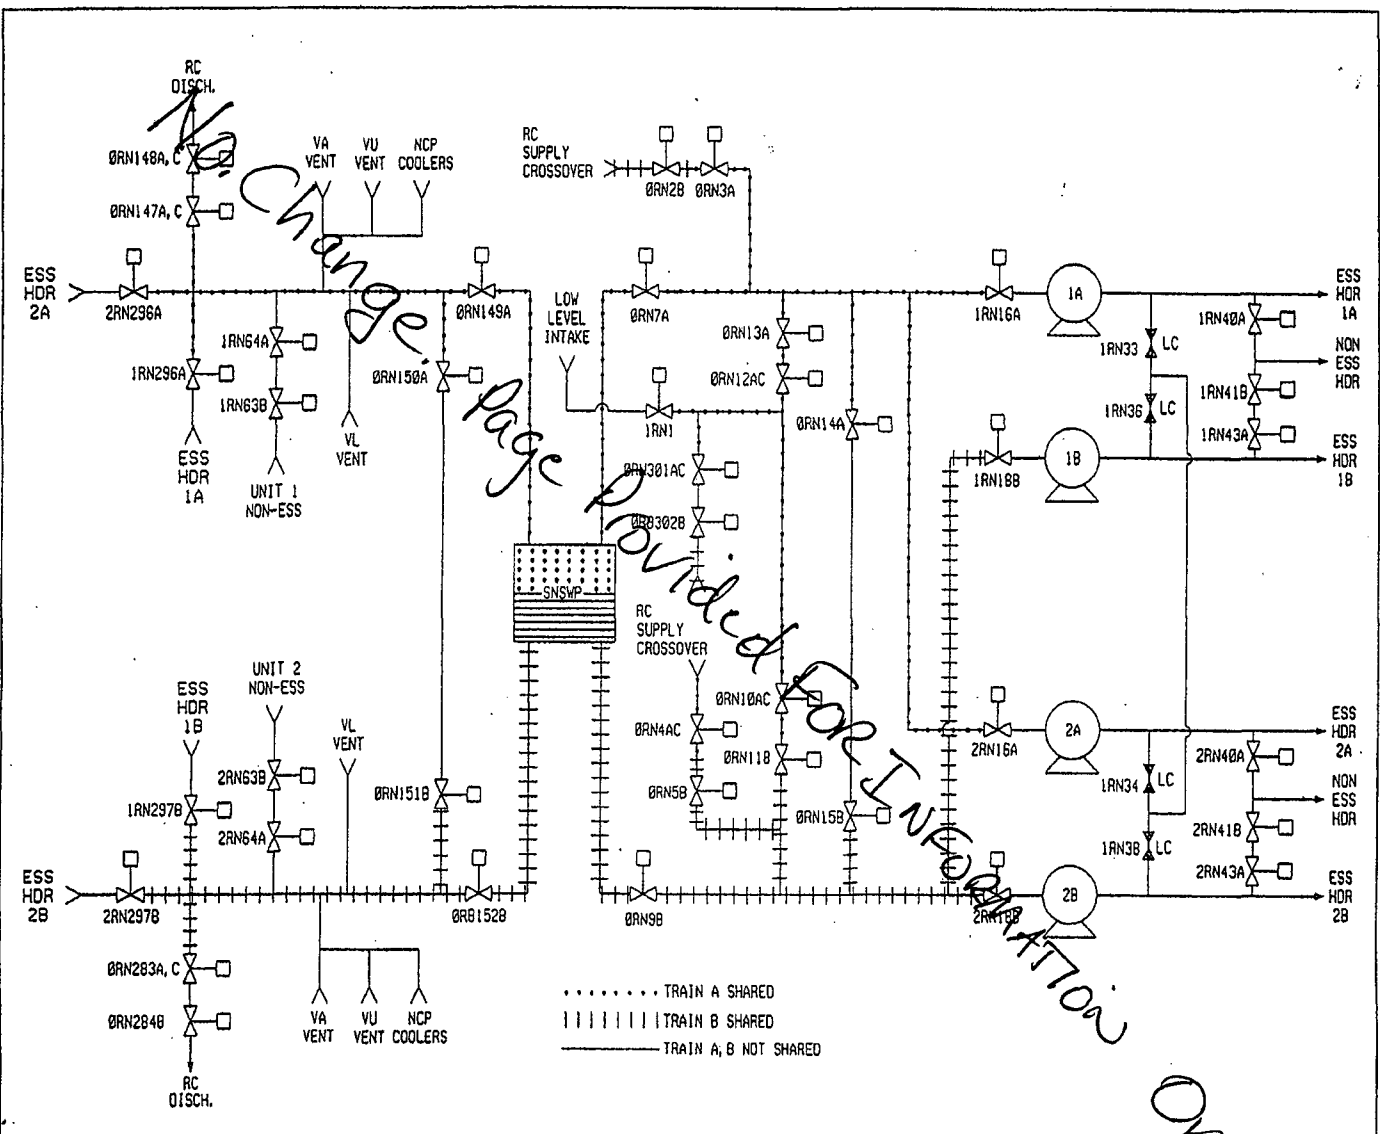 RC
DISCH.
ØRN148A, C
ØRN147A, C
VA
VENT
VU
VENT
NCP
COOLERS
RC
SUPPLY
CROSSOVER
ØRN2B
ØRN3A
ESS
HDR
2A
2RN296A
ØRN149A
ØRN7A
1RN16A
1A
ESS
HDR
1A
1RN64A
1RN296A
1RN63B
ØRN150A
LOW
LEVEL
INTAKE
ØRN13A
ØRN12AC
1RN1
ØRN14A
1RN33
LC
1RN40A
NON
ESS
HDR
1RN36
LC
1RN41B
1RN43A
VL
VENT
ESS
HDR
1A
UNIT 1
NON-ESS
ØRN301AC
1RN18B
1B
ESS
HDR
1B
ØRB302B
SNSWP
RC
SUPPLY
CROSSOVER
UNIT 2
NON-ESS
ESS
HDR
1B
VL
VENT
ØRN10AC
ØRN4AC
ØRN11B
ØRN5B
2RN16A
2A
ESS
HDR
2A
2RN40A
2RN63B
1RN297B
2RN64A
ØRN151B
ØRN15B
1RN34
LC
NON
ESS
HDR
1RN38
LC
2RN41B
2RN43A
ESS
HDR
2B
2RN297B
ØRB152B
ØRN9B
2RN18B
2B
ESS
HDR
2B
ØRN283A, C
ØRN284B
VA
VENT
VU
VENT
NCP
COOLERS
RC
DISCH.
TRAIN A SHARED
TRAIN B SHARED
TRAIN A, B NOT SHARED
No Change. Page Provided FOR INFORMATION